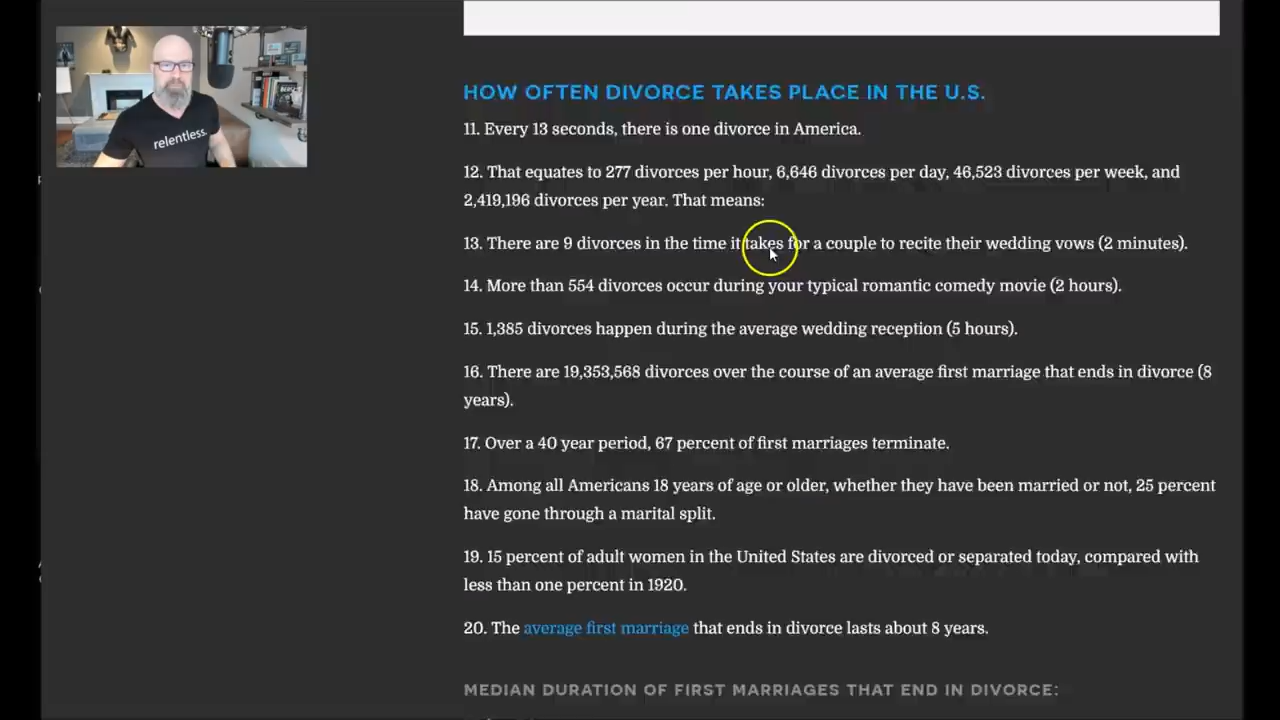 relentless.
HOW OFTEN DIVORCE TAKES PLACE IN THE U.S.
11. Every 13 seconds, there is one divorce in America.
12. That equates to 277 divorces per hour, 6,646 divorces per day, 46,523 divorces per week, and
2,419,196 divorces per year. That means:
13. There are 9 divorces in the time it takes for a couple to recite their wedding vows (2 minutes).
14. More than 554 divorces occur during your typical romantic comedy movie (2 hours).
15. 1,385 divorces happen during the average wedding reception (5 hours).
16. There are 19,353,568 divorces over the course of an average first marriage that ends in divorce (8
years).
17. Over a 40 year period, 67 percent of first marriages terminate.
18. Among all Americans 18 years of age or older, whether they have been married or not, 25 percent
have gone through a marital split.
19. 15 percent of adult women in the United States are divorced or separated today, compared with
less than one percent in 1920.
20. The average first marriage that ends in divorce lasts about 8 years.
MEDIAN DURATION OF FIRST MARRIAGES THAT END IN DIVORCE: